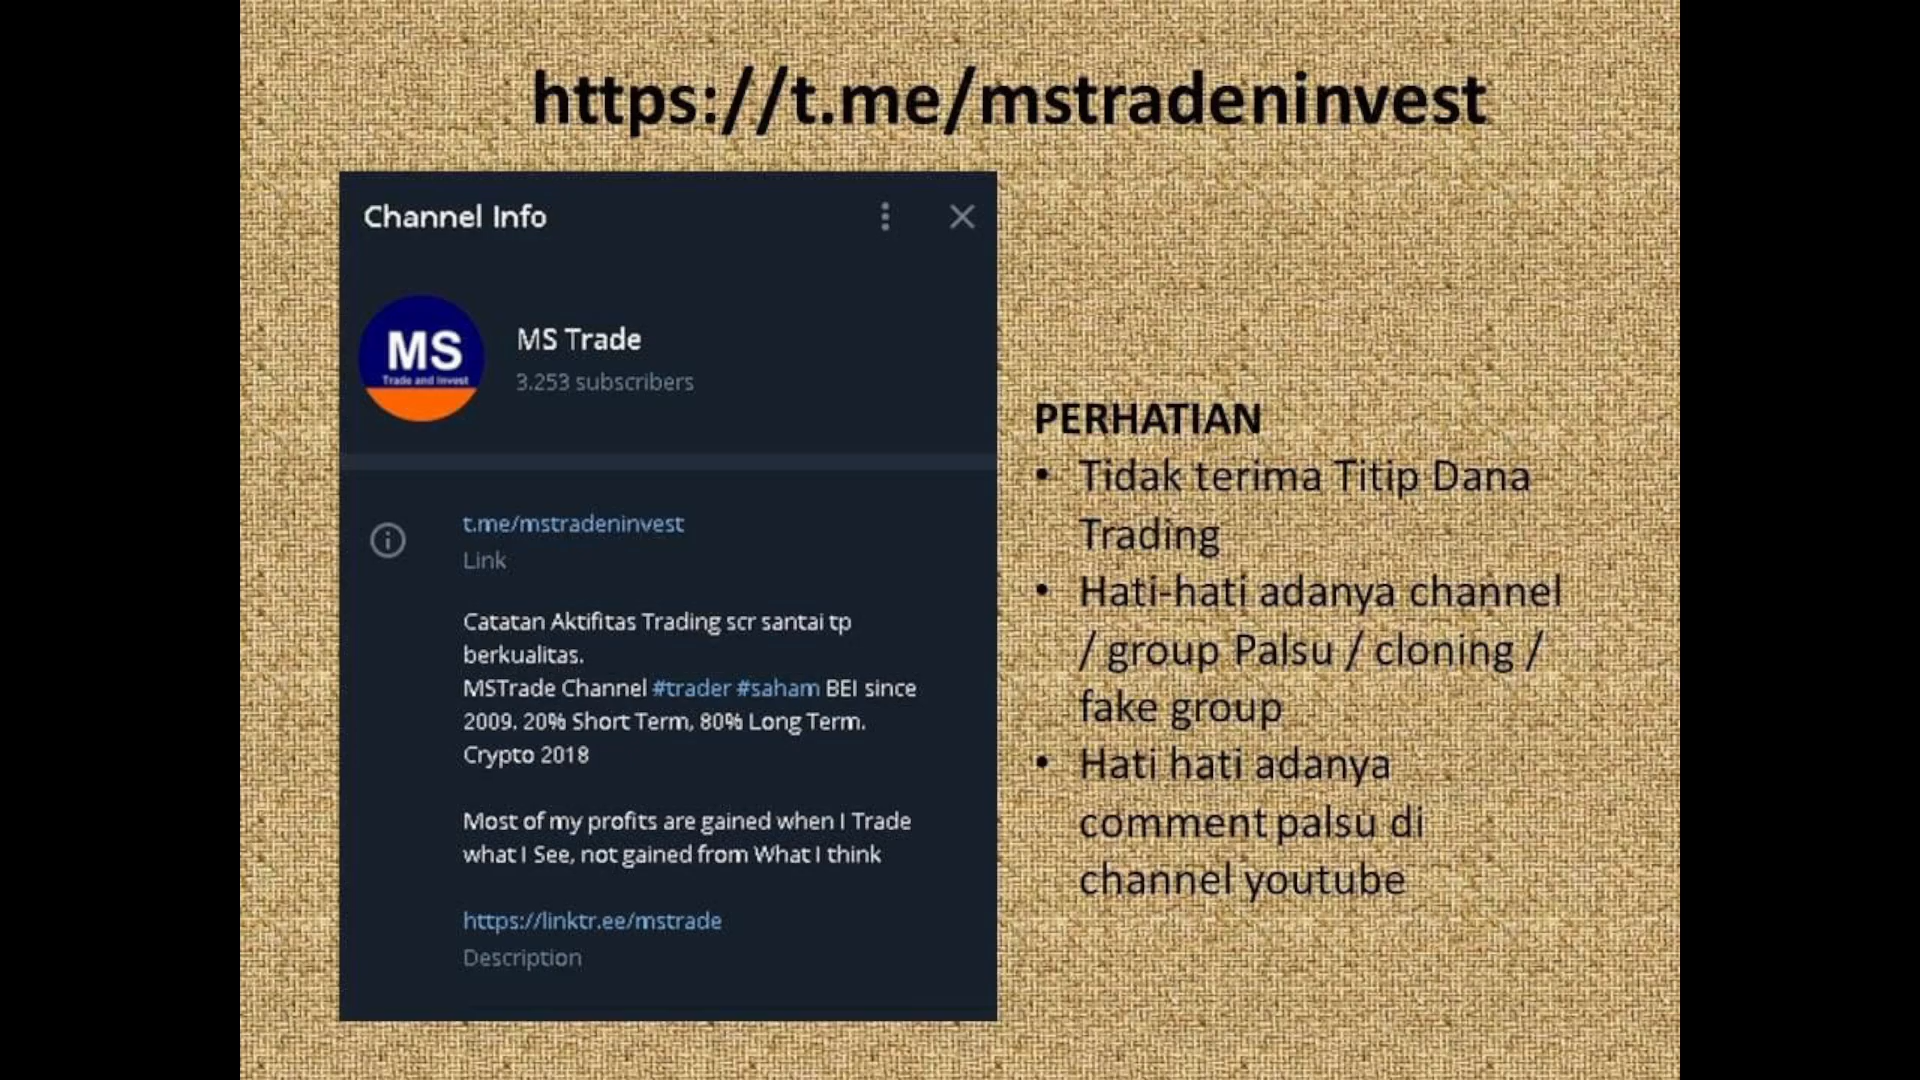 https://t.me/mstradeninvest
Channel Info
MS
Trade and Invest
MS Trade
3.253 subscribers
t.me/mstradeninvest
Link
Catatan Aktifitas Trading scr santai tp
berkualitas.
MSTrade Channel #trader #saham BEI since
2009. 20% Short Term, 80% Long Term.
Crypto 2018
Most of my profits are gained when I Trade
what I See, not gained from What I think
https://linktr.ee/mstrade
Description
PERHATIAN
• Tidak terima Titip Dana
Trading
• Hati-hati adanya channel
/ group Palsu / cloning /
fake group
• Hati hati adanya
comment palsu di
channel youtube